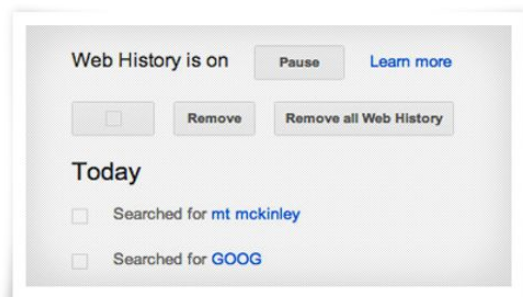 Web History is on Pause Learn more
Remove Remove all Web History
Today
Searched for mt mckinley
Searched for GOOG